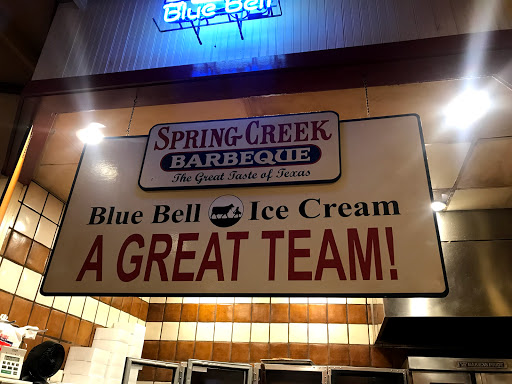 Blue Bell
SPRING CREEK
BARBEQUE
The Great Taste of Texas
Blue Bell Ice Cream
A GREAT TEAM!